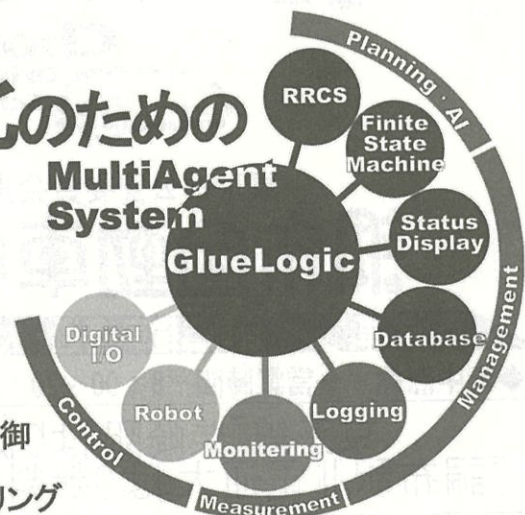 のための
MultiAgent
System
GlueLogic
RRCS
Finite
State
Machine
Status
Display
Database
Logging
Monitering
Robot
Digital
I/O
Planning・AI
Management
Measurement
Control
御
リング